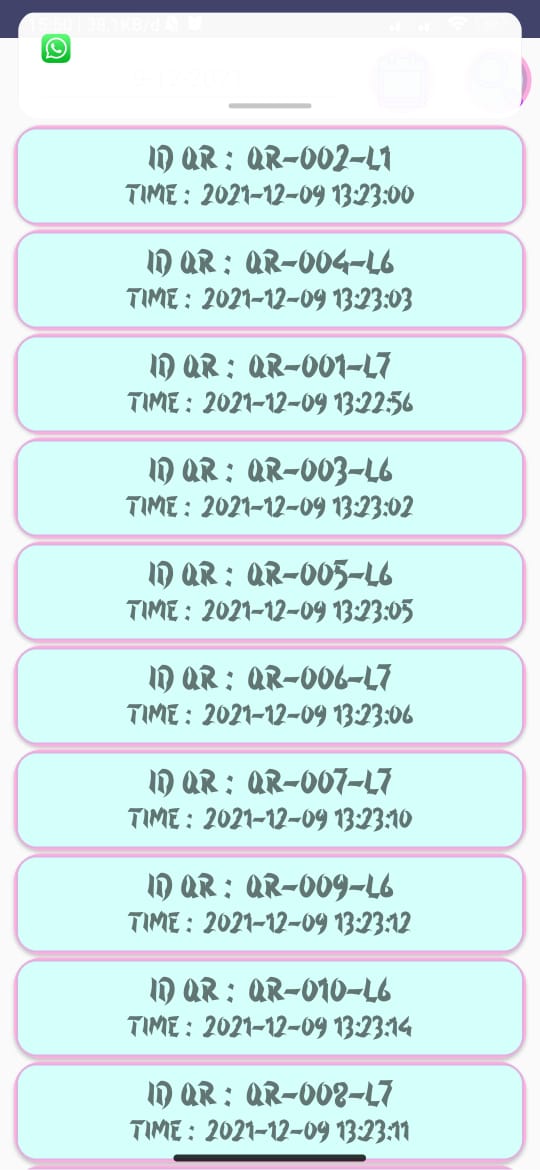 ID QR : QR-002-L1
TIME : 2021-12-09 13:23:00
ID QR : QR-004-L6
TIME : 2021-12-09 13:23:03
ID QR : QR-001-L7
TIME : 2021-12-09 13:22:56
ID QR : QR-003-L6
TIME : 2021-12-09 13:23:02
ID QR : QR-005-L6
TIME : 2021-12-09 13:23:05
ID QR : QR-006-L7
TIME : 2021-12-09 13:23:06
ID QR : QR-007-L7
TIME : 2021-12-09 13:23:10
ID QR : QR-009-L6
TIME : 2021-12-09 13:23:12
ID QR : QR-010-L6
TIME : 2021-12-09 13:23:14
ID QR : QR-008-L7
TIME : 2021-12-09 13:23:11